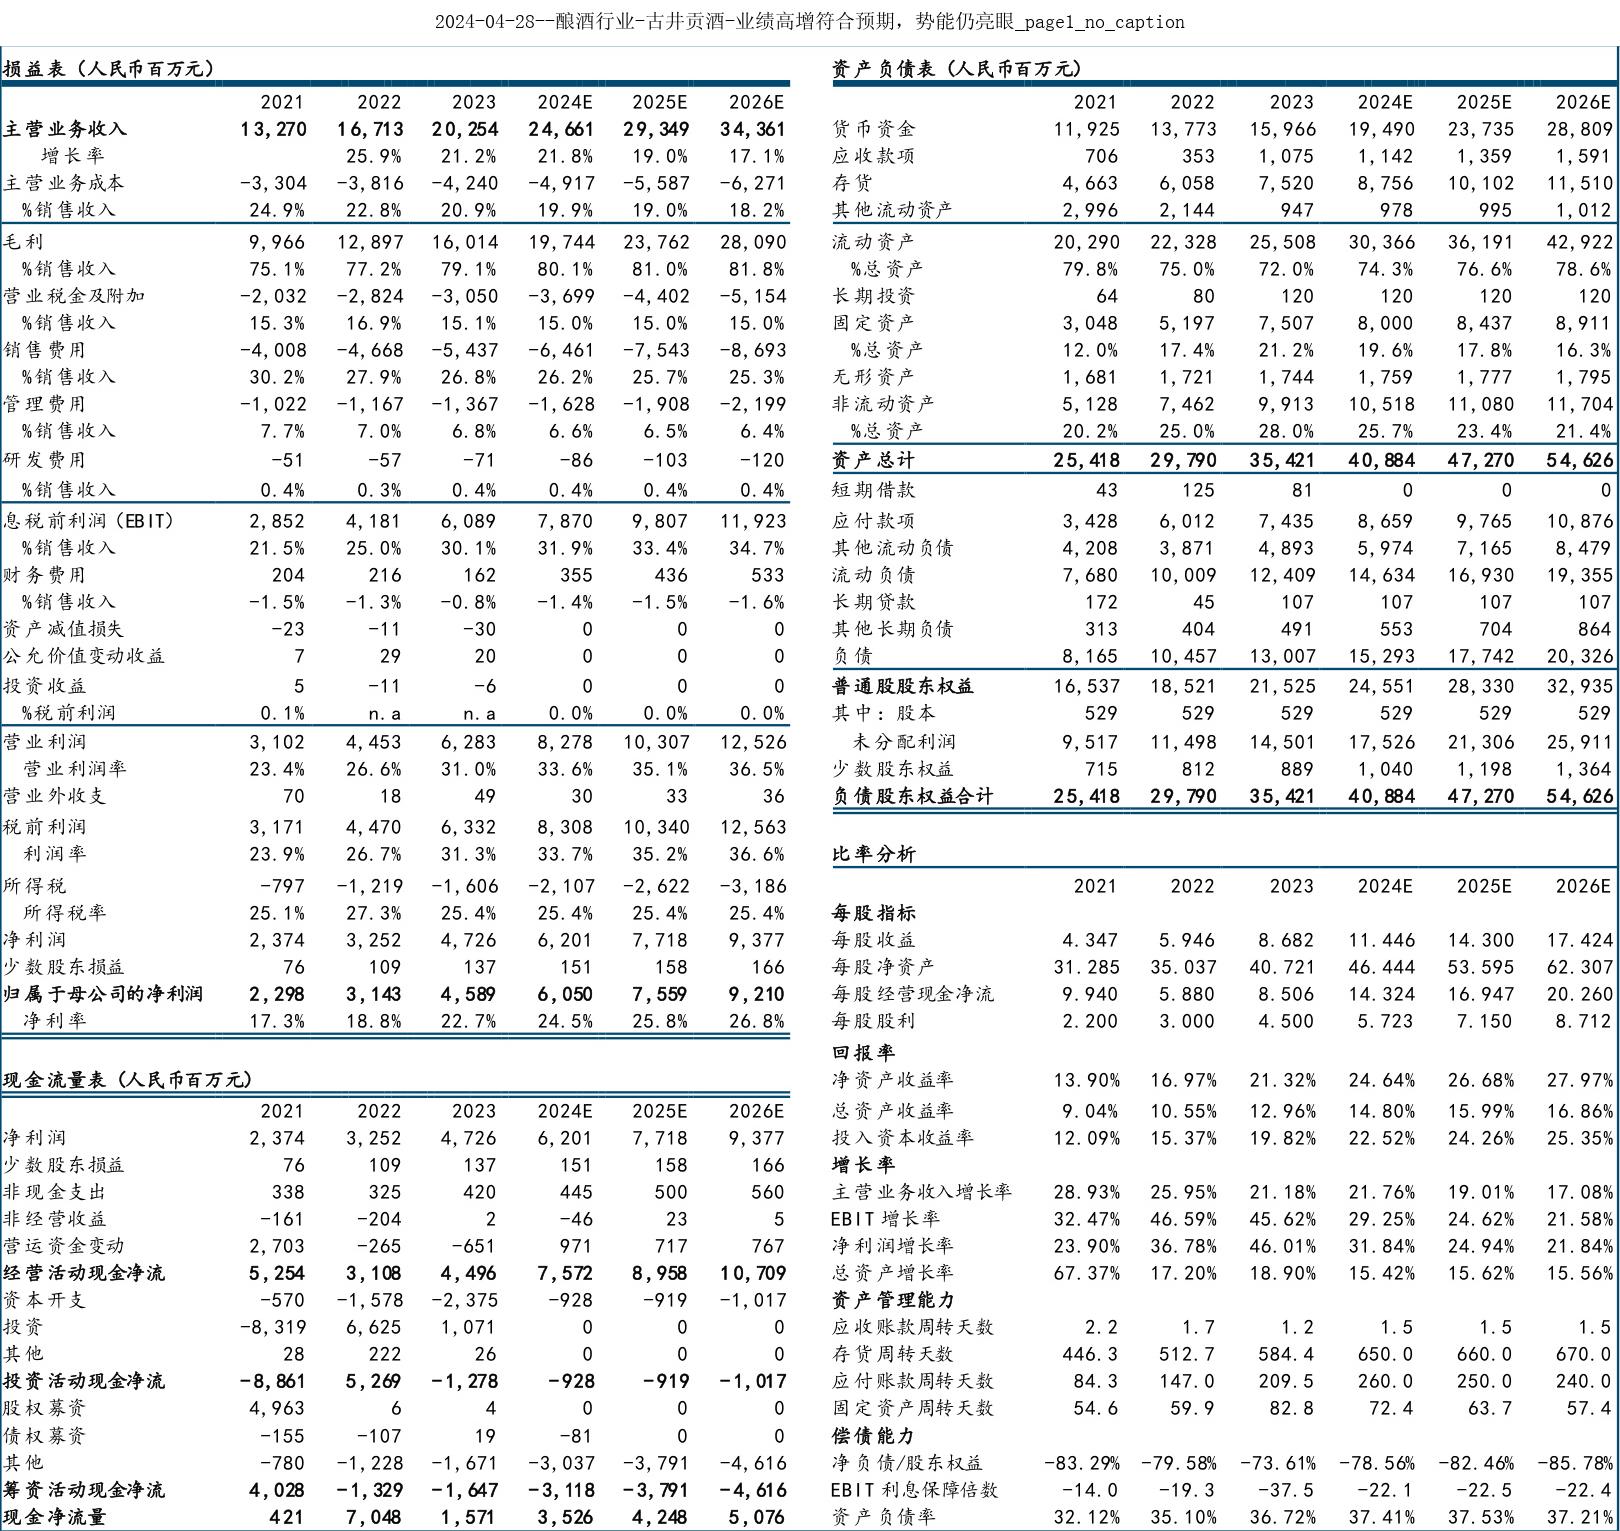 2024-04-28--酿酒行业-古井贡酒-业绩高增符合预期，势能仍亮眼_page1_no_caption
损益表（人民币百万元）
2021 2022 2023 2024E 2025E 2026E
主营业务收入 13,270 16,713 20,254 24,661 29,349 34,361
增长率 25.9% 21.2% 21.8% 19.0% 17.1%
主营业务成本 -3,304 -3,816 -4,240 -4,917 -5,587 -6,271
%销售收入 24.9% 22.8% 20.9% 19.9% 19.0% 18.2%
毛利 9,966 12,897 16,014 19,744 23,762 28,090
%销售收入 75.1% 77.2% 79.1% 80.1% 81.0% 81.8%
营业税金及附加 -2,032 -2,824 -3,050 -3,699 -4,402 -5,154
%销售收入 15.3% 16.9% 15.1% 15.0% 15.0% 15.0%
销售费用 -4,008 -4,668 -5,437 -6,461 -7,543 -8,693
%销售收入 30.2% 27.9% 26.8% 26.2% 25.7% 25.3%
管理费用 -1,022 -1,167 -1,367 -1,628 -1,908 -2,199
%销售收入 7.7% 7.0% 6.8% 6.6% 6.5% 6.4%
研发费用 -51 -57 -71 -86 -103 -120
%销售收入 0.4% 0.3% 0.4% 0.4% 0.4% 0.4%
息税前利润（EBIT） 2,852 4,181 6,089 7,870 9,807 11,923
%销售收入 21.5% 25.0% 30.1% 31.9% 33.4% 34.7%
财务费用 204 216 162 355 436 533
%销售收入 -1.5% -1.3% -0.8% -1.4% -1.5% -1.6%
资产减值损失 -23 -11 -30 0 0 0
公允价值变动收益 7 29 20 0 0 0
投资收益 5 -11 -6 0 0 0
%税前利润 0.1% n.a n.a 0.0% 0.0% 0.0%
营业利润 3,102 4,453 6,283 8,278 10,307 12,526
营业利润率 23.4% 26.6% 31.0% 33.6% 35.1% 36.5%
营业外收支 70 18 49 30 33 36
税前利润 3,171 4,470 6,332 8,308 10,340 12,563
利润率 23.9% 26.7% 31.3% 33.7% 35.2% 36.6%
所得税 -797 -1,219 -1,606 -2,107 -2,622 -3,186
所得税率 25.1% 27.3% 25.4% 25.4% 25.4% 25.4%
净利润 2,374 3,252 4,726 6,201 7,718 9,377
少数股东损益 76 109 137 151 158 166
归属于母公司的净利润 2,298 3,143 4,589 6,050 7,559 9,210
净利率 17.3% 18.8% 22.7% 24.5% 25.8% 26.8%
现金流量表（人民币百万元）
2021 2022 2023 2024E 2025E 2026E
净利润 2,374 3,252 4,726 6,201 7,718 9,377
少数股东损益 76 109 137 151 158 166
非现金支出 338 325 420 445 500 560
非经营收益 -161 -204 2 -46 23 5
营运资金变动 2,703 -265 -651 971 717 767
经营活动现金净流 5,254 3,108 4,496 7,572 8,958 10,709
资本开支 -570 -1,578 -2,375 -928 -919 -1,017
投资 -8,319 6,625 1,071 0 0 0
其他 28 222 26 0 0 0
投资活动现金净流 -8,861 5,269 -1,278 -928 -919 -1,017
股权募资 4,963 6 4 0 0 0
债权募资 -155 -107 19 -81 0 0
其他 -780 -1,228 -1,671 -3,037 -3,791 -4,616
筹资活动现金净流 4,028 -1,329 -1,647 -3,118 -3,791 -4,616
现金净流量 421 7,048 1,571 3,526 4,248 5,076
资产负债表（人民币百万元）
2021 2022 2023 2024E 2025E 2026E
货币资金 11,925 13,773 15,966 19,490 23,735 28,809
应收款项 706 353 1,075 1,142 1,359 1,591
存货 4,663 6,058 7,520 8,756 10,102 11,510
其他流动资产 2,996 2,144 947 978 995 1,012
流动资产 20,290 22,328 25,508 30,366 36,191 42,922
%总资产 79.8% 75.0% 72.0% 74.3% 76.6% 78.6%
长期投资 64 80 120 120 120 120
固定资产 3,048 5,197 7,507 8,000 8,437 8,911
%总资产 12.0% 17.4% 21.2% 19.6% 17.8% 16.3%
无形资产 1,681 1,721 1,744 1,759 1,777 1,795
非流动资产 5,128 7,462 9,913 10,518 11,080 11,704
%总资产 20.2% 25.0% 28.0% 25.7% 23.4% 21.4%
资产总计 25,418 29,790 35,421 40,884 47,270 54,626
短期借款 43 125 81 0 0 0
应付款项 3,428 6,012 7,435 8,659 9,765 10,876
其他流动负债 4,208 3,871 4,893 5,974 7,165 8,479
流动负债 7,680 10,009 12,409 14,634 16,930 19,355
长期贷款 172 45 107 107 107 107
其他长期负债 313 404 491 553 704 864
负债 8,165 10,457 13,007 15,293 17,742 20,326
普通股股东权益 16,537 18,521 21,525 24,551 28,330 32,935
其中：股本 529 529 529 529 529 529
未分配利润 9,517 11,498 14,501 17,526 21,306 25,911
少数股东权益 715 812 889 1,040 1,198 1,364
负债股东权益合计 25,418 29,790 35,421 40,884 47,270 54,626
比率分析
2021 2022 2023 2024E 2025E 2026E
每股指标
每股收益 4.347 5.946 8.682 11.446 14.300 17.424
每股净资产 31.285 35.037 40.721 46.444 53.595 62.307
每股经营现金净流 9.940 5.880 8.506 14.324 16.947 20.260
每股股利 2.200 3.000 4.500 5.723 7.150 8.712
回报率
净资产收益率 13.90% 16.97% 21.32% 24.64% 26.68% 27.97%
总资产收益率 9.04% 10.55% 12.96% 14.80% 15.99% 16.86%
投入资本收益率 12.09% 15.37% 19.82% 22.52% 24.26% 25.35%
增长率
主营业务收入增长率 28.93% 25.95% 21.18% 21.76% 19.01% 17.08%
EBIT增长率 32.47% 46.59% 45.62% 29.25% 24.62% 21.58%
净利润增长率 23.90% 36.78% 46.01% 31.84% 24.94% 21.84%
总资产增长率 67.37% 17.20% 18.90% 15.42% 15.62% 15.56%
资产管理能力
应收账款周转天数 2.2 1.7 1.2 1.5 1.5 1.5
存货周转天数 446.3 512.7 584.4 650.0 660.0 670.0
应付账款周转天数 84.3 147.0 209.5 260.0 250.0 240.0
固定资产周转天数 54.6 59.9 82.8 72.4 63.7 57.4
偿债能力
净负债/股东权益 -83.29% -79.58% -73.61% -78.56% -82.46% -85.78%
EBIT利息保障倍数 -14.0 -19.3 -37.5 -22.1 -22.5 -22.4
资产负债率 32.12% 35.10% 36.72% 37.41% 37.53% 37.21%